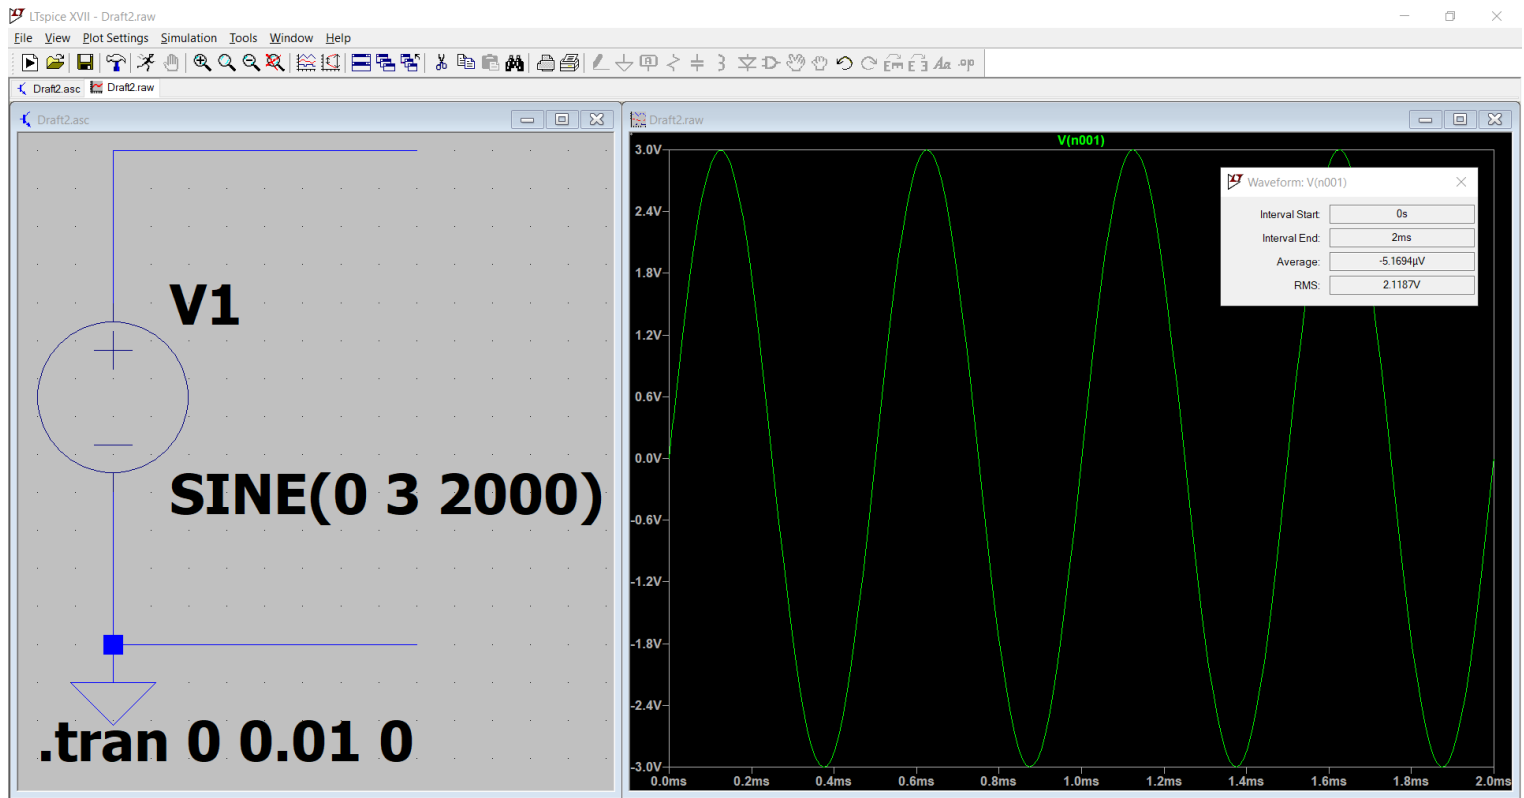 LTspice XVII - Draft2.raw
File View Plot Settings Simulation Tools Window Help
Draft2.asc Draft2.raw
Draft2.asc
V1
SINE(0 3 2000)
.tran 0 0.01 0
Draft2.raw
V(n001)
3.0V
2.4V
1.8V
1.2V
0.6V
0.0V
-0.6V
-1.2V
-1.8V
-2.4V
-3.0V
0.0ms 0.2ms 0.4ms 0.6ms 0.8ms 1.0ms 1.2ms 1.4ms 1.6ms 1.8ms 2.0ms
Waveform: V(n001)
Interval Start: 0s
Interval End: 2ms
Average: -5.1694µV
RMS: 2.1187V